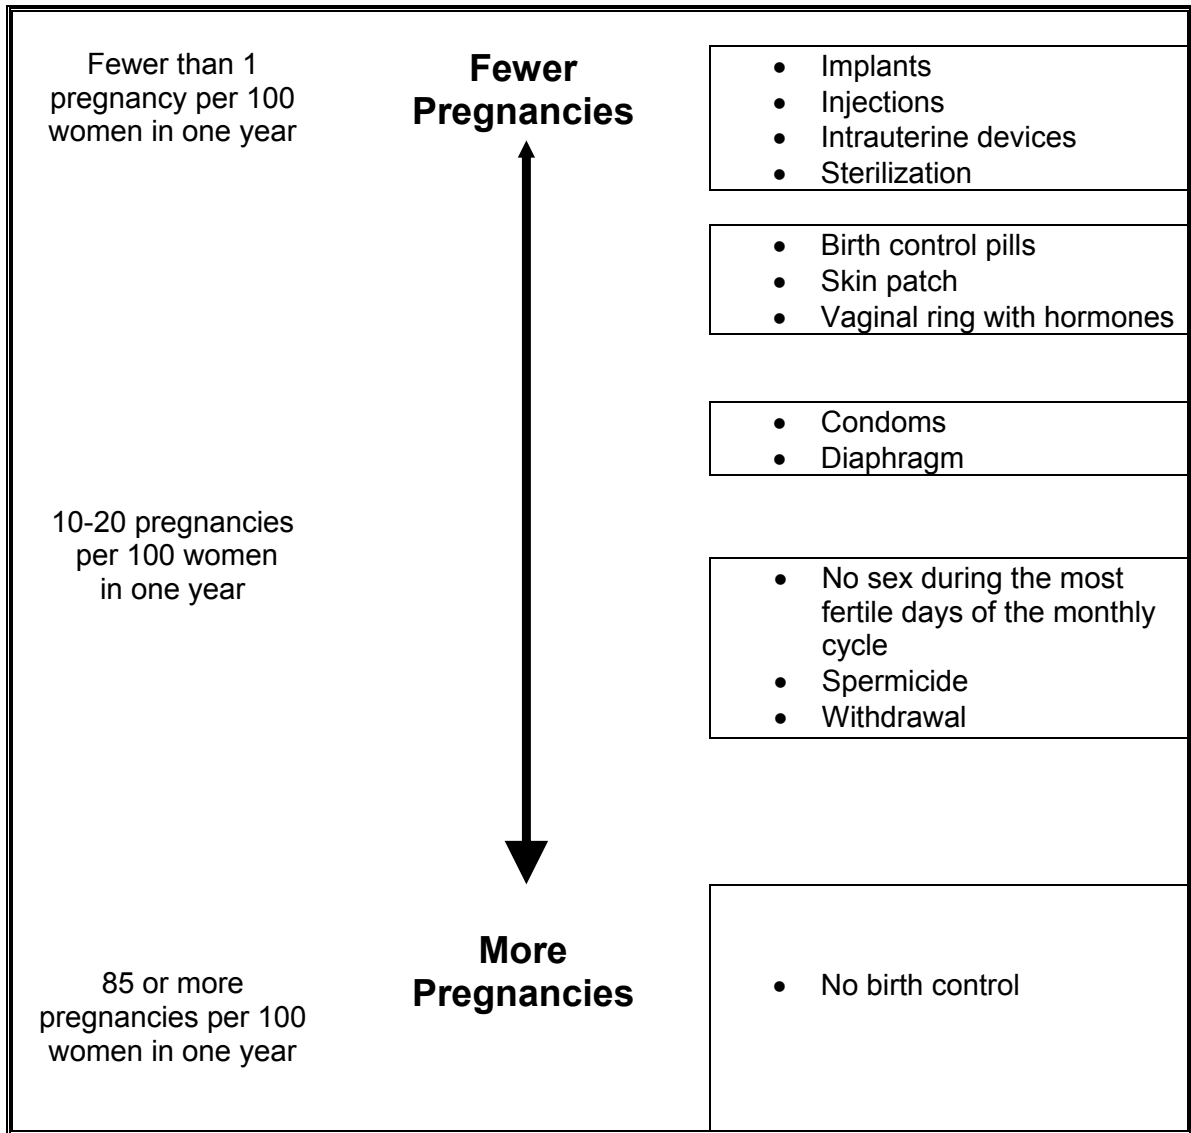 Fewer than 1
pregnancy per 100
women in one year
Fewer
Pregnancies
• Implants
• Injections
• Intrauterine devices
• Sterilization
• Birth control pills
• Skin patch
• Vaginal ring with hormones
• Condoms
• Diaphragm
10-20 pregnancies
per 100 women
in one year
• No sex during the most
fertile days of the monthly
cycle
• Spermicide
• Withdrawal
More
Pregnancies
85 or more
pregnancies per 100
women in one year
• No birth control